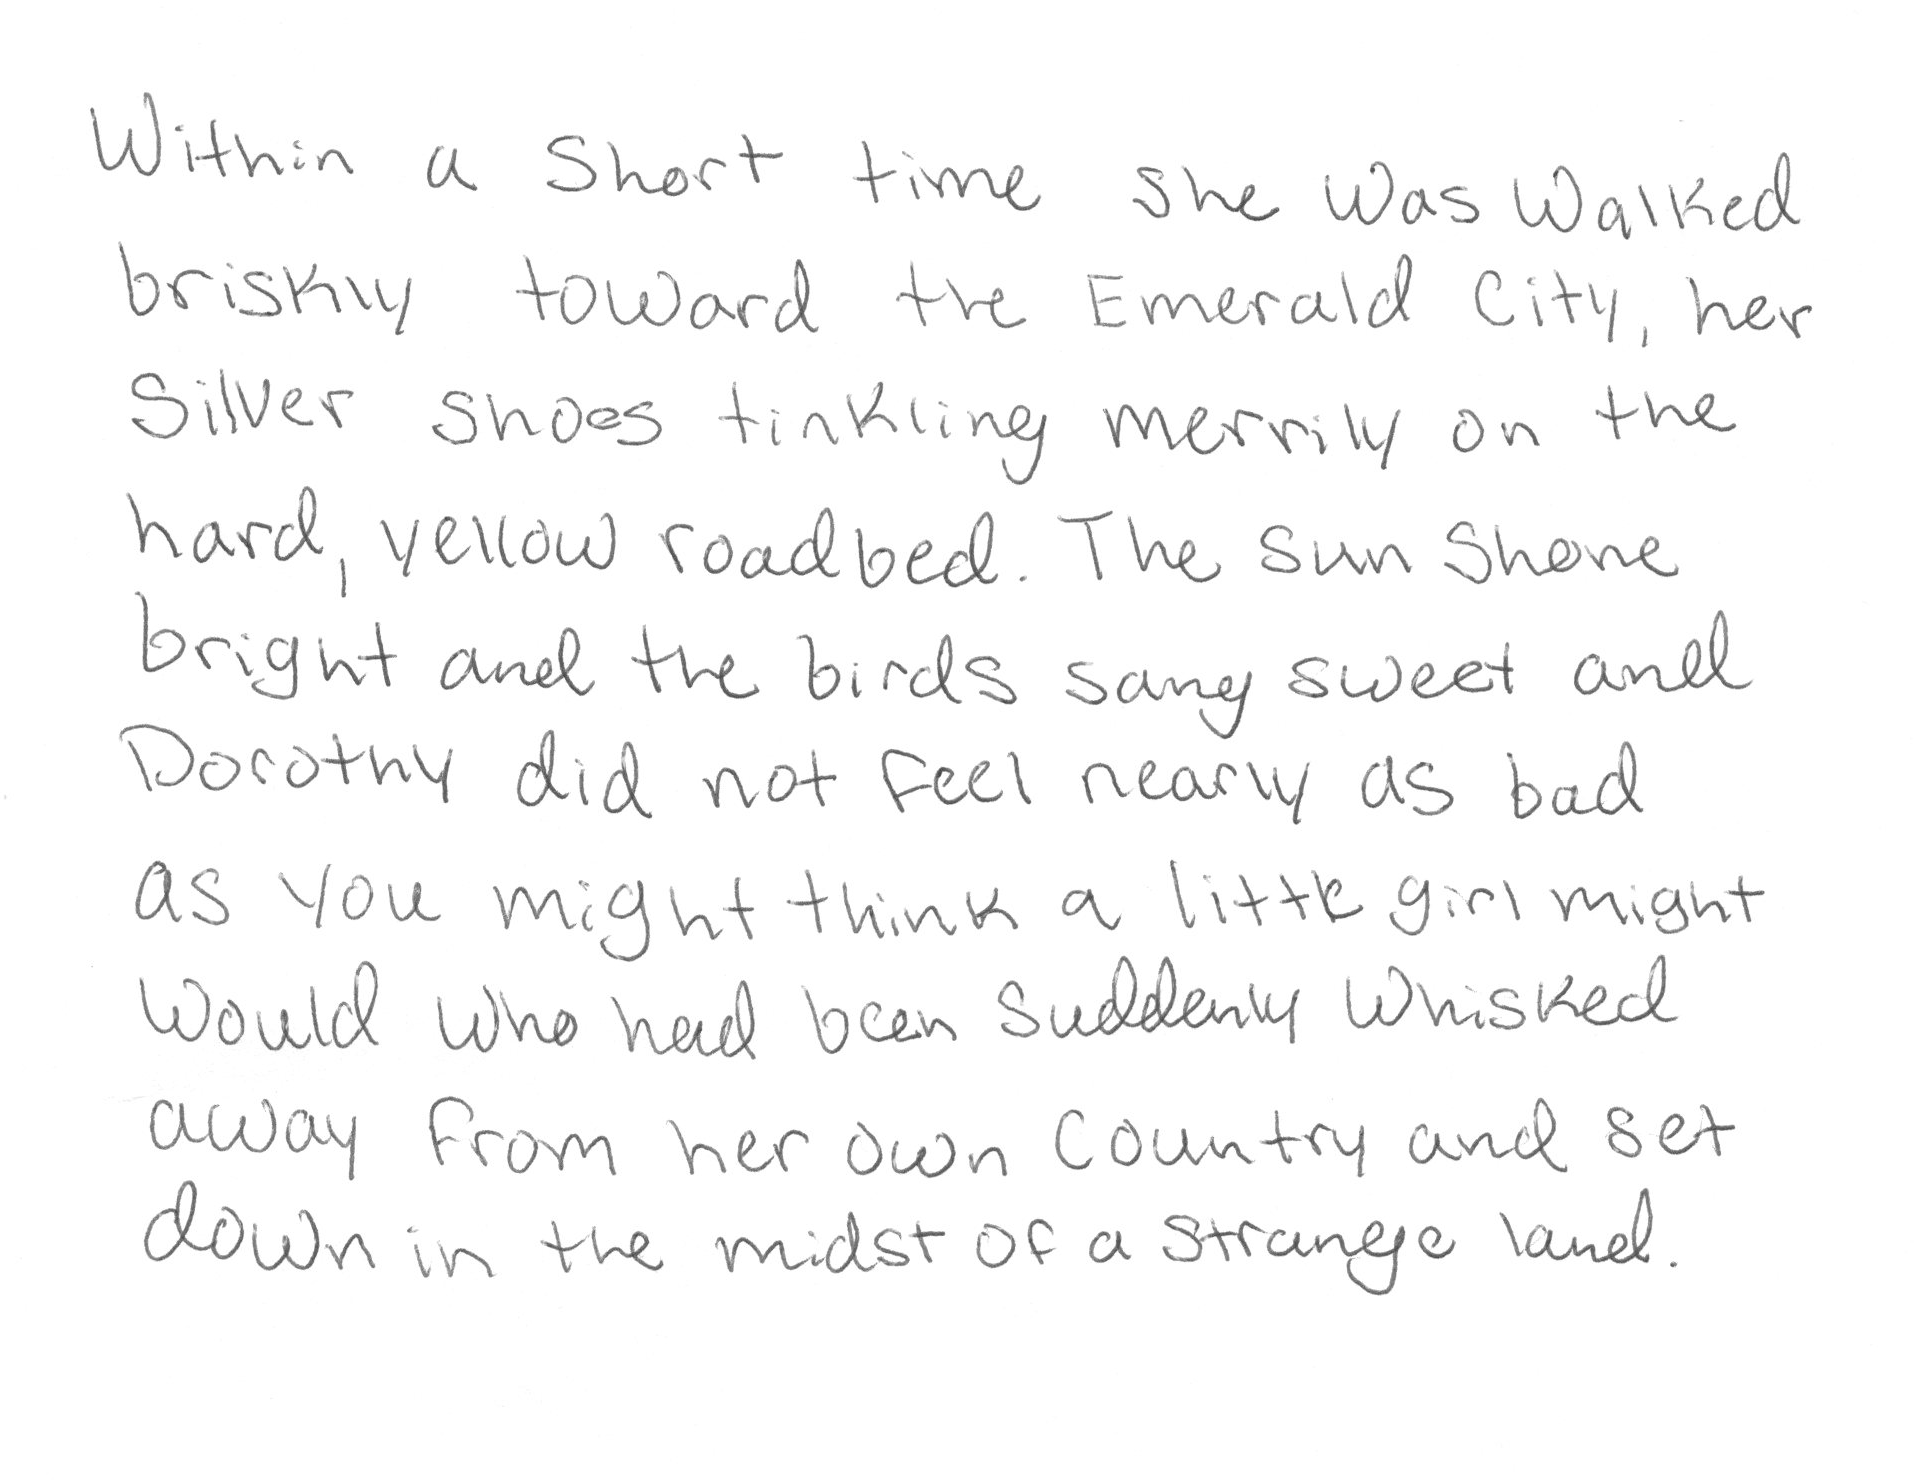 Within a Short time she was walked
briskly toward the Emerald City, her
Silver shoes tinkling merrily on the
hard, yellow roadbed. The sun shone
bright and the birds sang sweet and
Dorothy did not feel nearly as bad
as you might think a little girl might
would who had been suddenly whisked
away from her own country and set
down in the midst of a strange land.